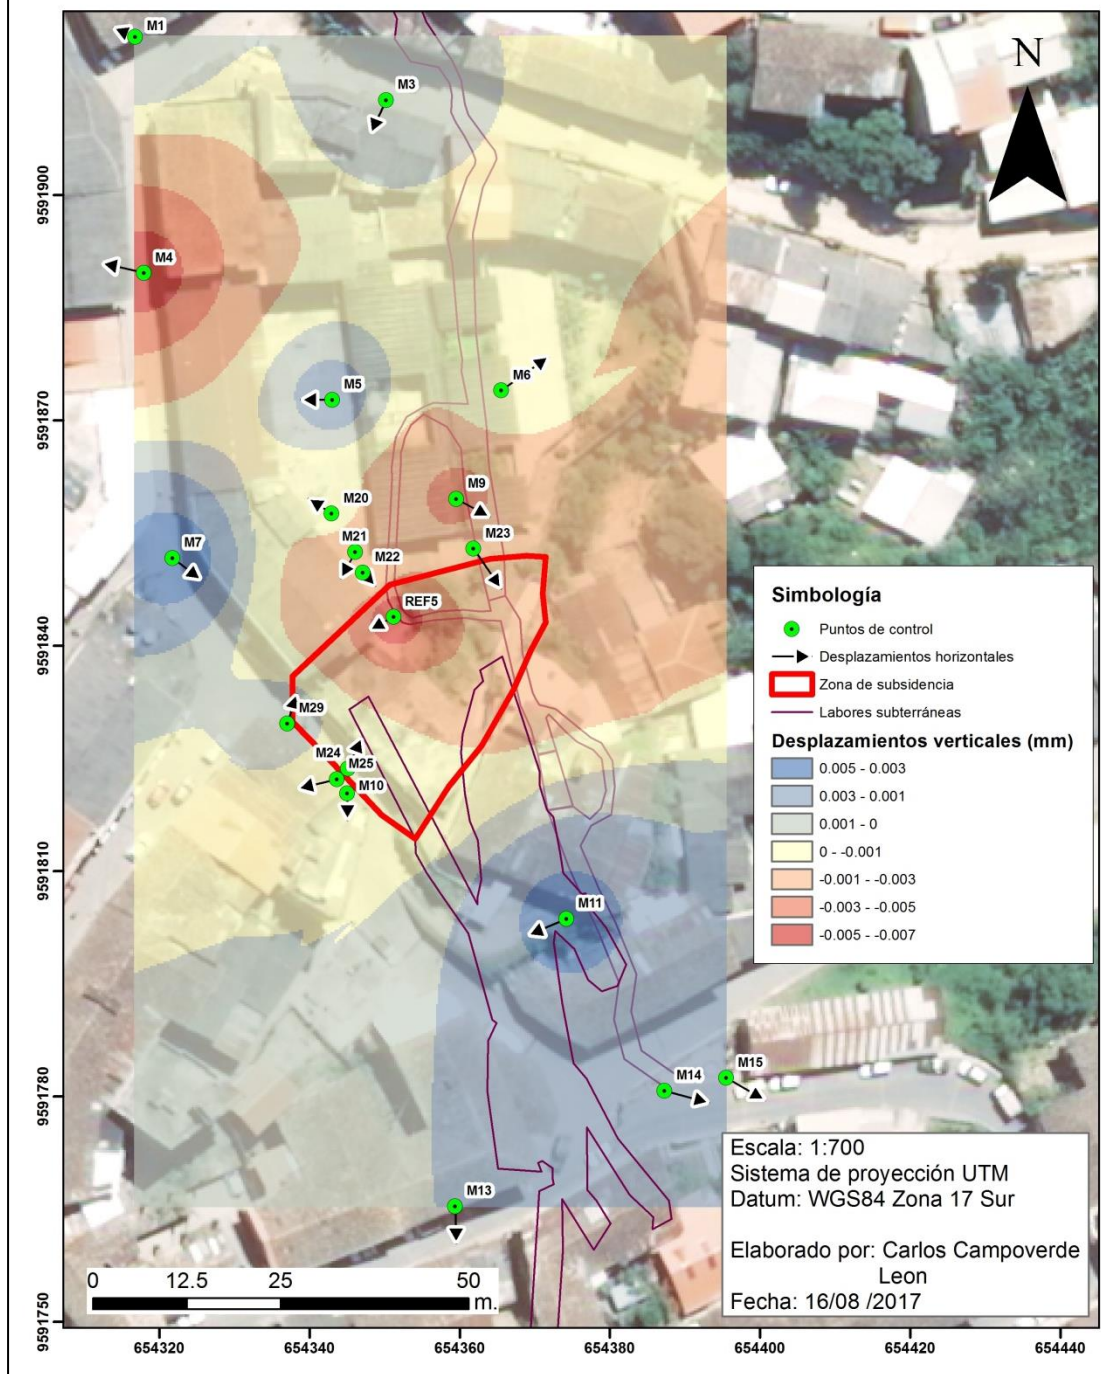 M1
M3
N
M4
M5
M6
M20
M9
M21
M23
M7
M22
REF5
M29
M24
M25
M10
M11
M14
M15
M13
9591900
9591870
9591840
9591810
9591780
9591750
654320
654340
654360
654380
654400
654420
654440
Simbología
Puntos de control
Desplazamientos horizontales
Zona de subsidencia
Labores subterráneas
Desplazamientos verticales (mm)
0.005 - 0.003
0.003 - 0.001
0.001 - 0
0 - -0.001
-0.001 - -0.003
-0.003 - -0.005
-0.005 - -0.007
Escala: 1:700
Sistema de proyección UTM
Datum: WGS84 Zona 17 Sur
Elaborado por: Carlos Campoverde
Leon
Fecha: 16/08 /2017
0 12.5 25 50
m.